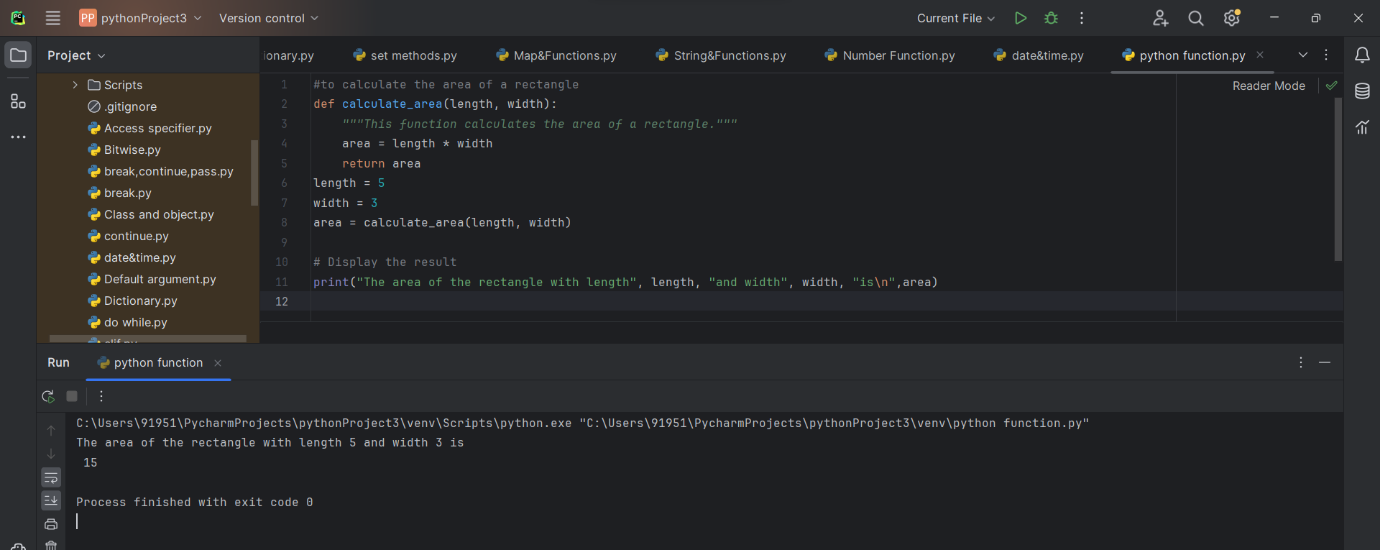 PC
PP pythonProject3 Version control Current File
Project
ionary.py set methods.py Map&Functions.py String&Functions.py Number Function.py date&time.py python function.py
Scripts
.gitignore
Access specifier.py
Bitwise.py
break,continue,pass.py
break.py
Class and object.py
continue.py
date&time.py
Default argument.py
Dictionary.py
do while.py
Reader Mode
1 #to calculate the area of a rectangle
2 def calculate_area(length, width):
3 """This function calculates the area of a rectangle."""
4 area = length * width
5 return area
6 length = 5
7 width = 3
8 area = calculate_area(length, width)
9
10 # Display the result
11 print("The area of the rectangle with length", length, "and width", width, "is\n",area)
12
Run python function
C:\Users\91951\PycharmProjects\pythonProject3\venv\Scripts\python.exe "C:\Users\91951\PycharmProjects\pythonProject3\venv\python function.py"
The area of the rectangle with length 5 and width 3 is
15
Process finished with exit code 0